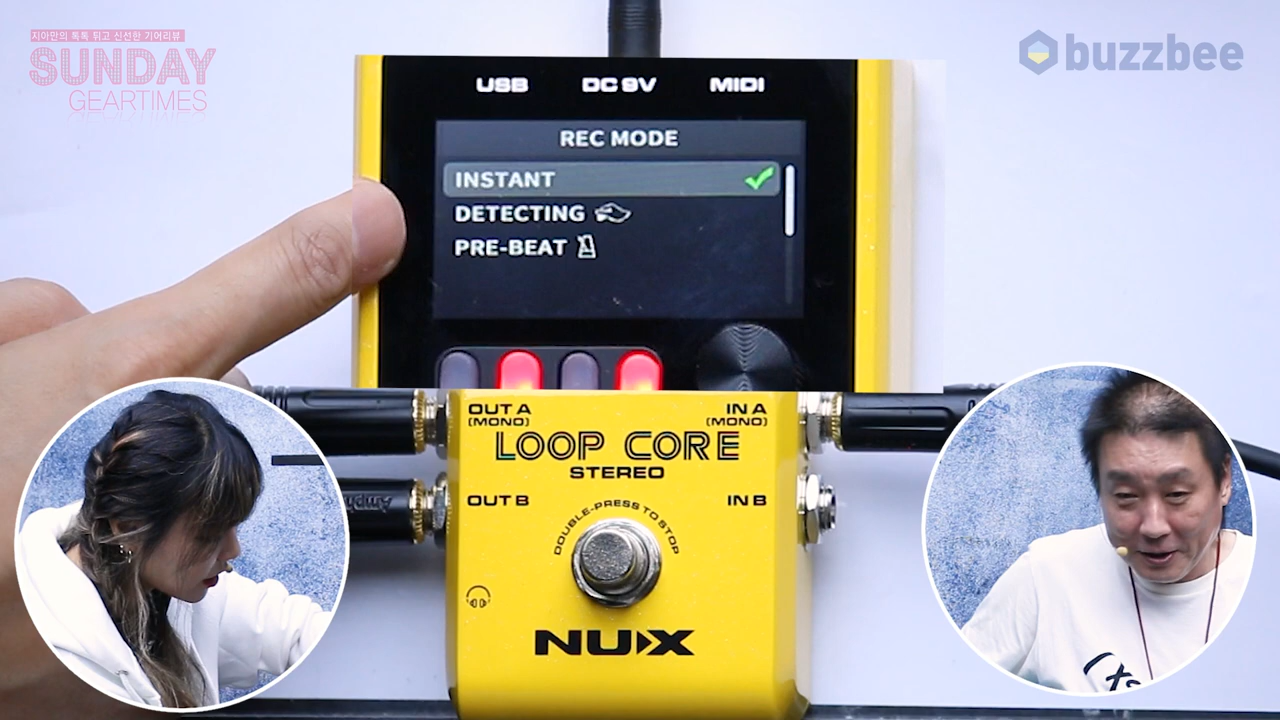 지아만의 톡톡 튀고 신선한 기어리뷰
SUNDAY
GEARTIMES
buzzbee
USB DC 9V MIDI
REC MODE
INSTANT
DETECTING
PRE-BEAT
OUT A IN A
(MONO) (MONO)
LOOP CORE
STEREO
OUT B IN B
DOUBLE-PRESS TO STOP
NUX